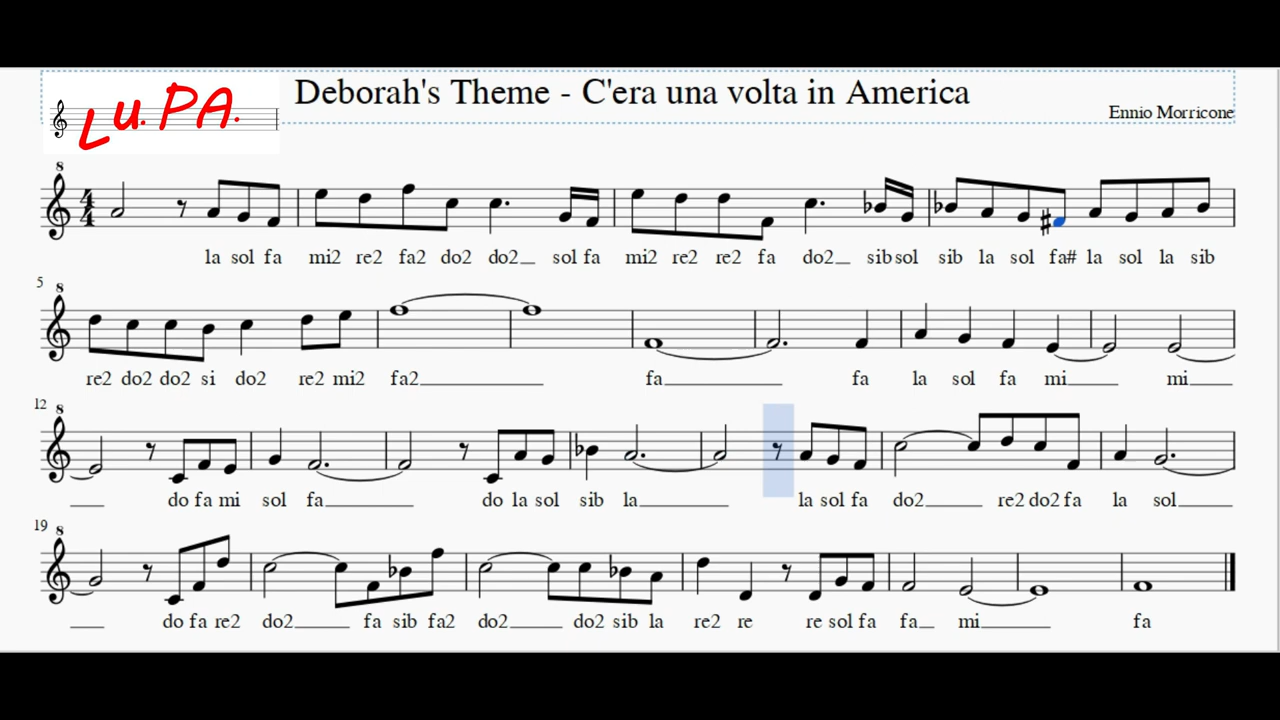 Deborah's Theme - C'era una volta in America
Lu.PA.
Ennio Morricone
8
4
4
la sol fa mi2 re2 fa2 do2 do2 sol fa mi2 re2 re2 fa do2 sib sol sib la sol fa# la sol la sib
5 8
re2 do2 do2 si do2 re2 mi2 fa2 fa fa la sol fa mi mi
12 8
do fa mi sol fa do la sol sib la la sol fa do2 re2 do2 fa la sol
19 8
do fa re2 do2 fa sib fa2 do2 do2 sib la re2 re re sol fa fa mi fa